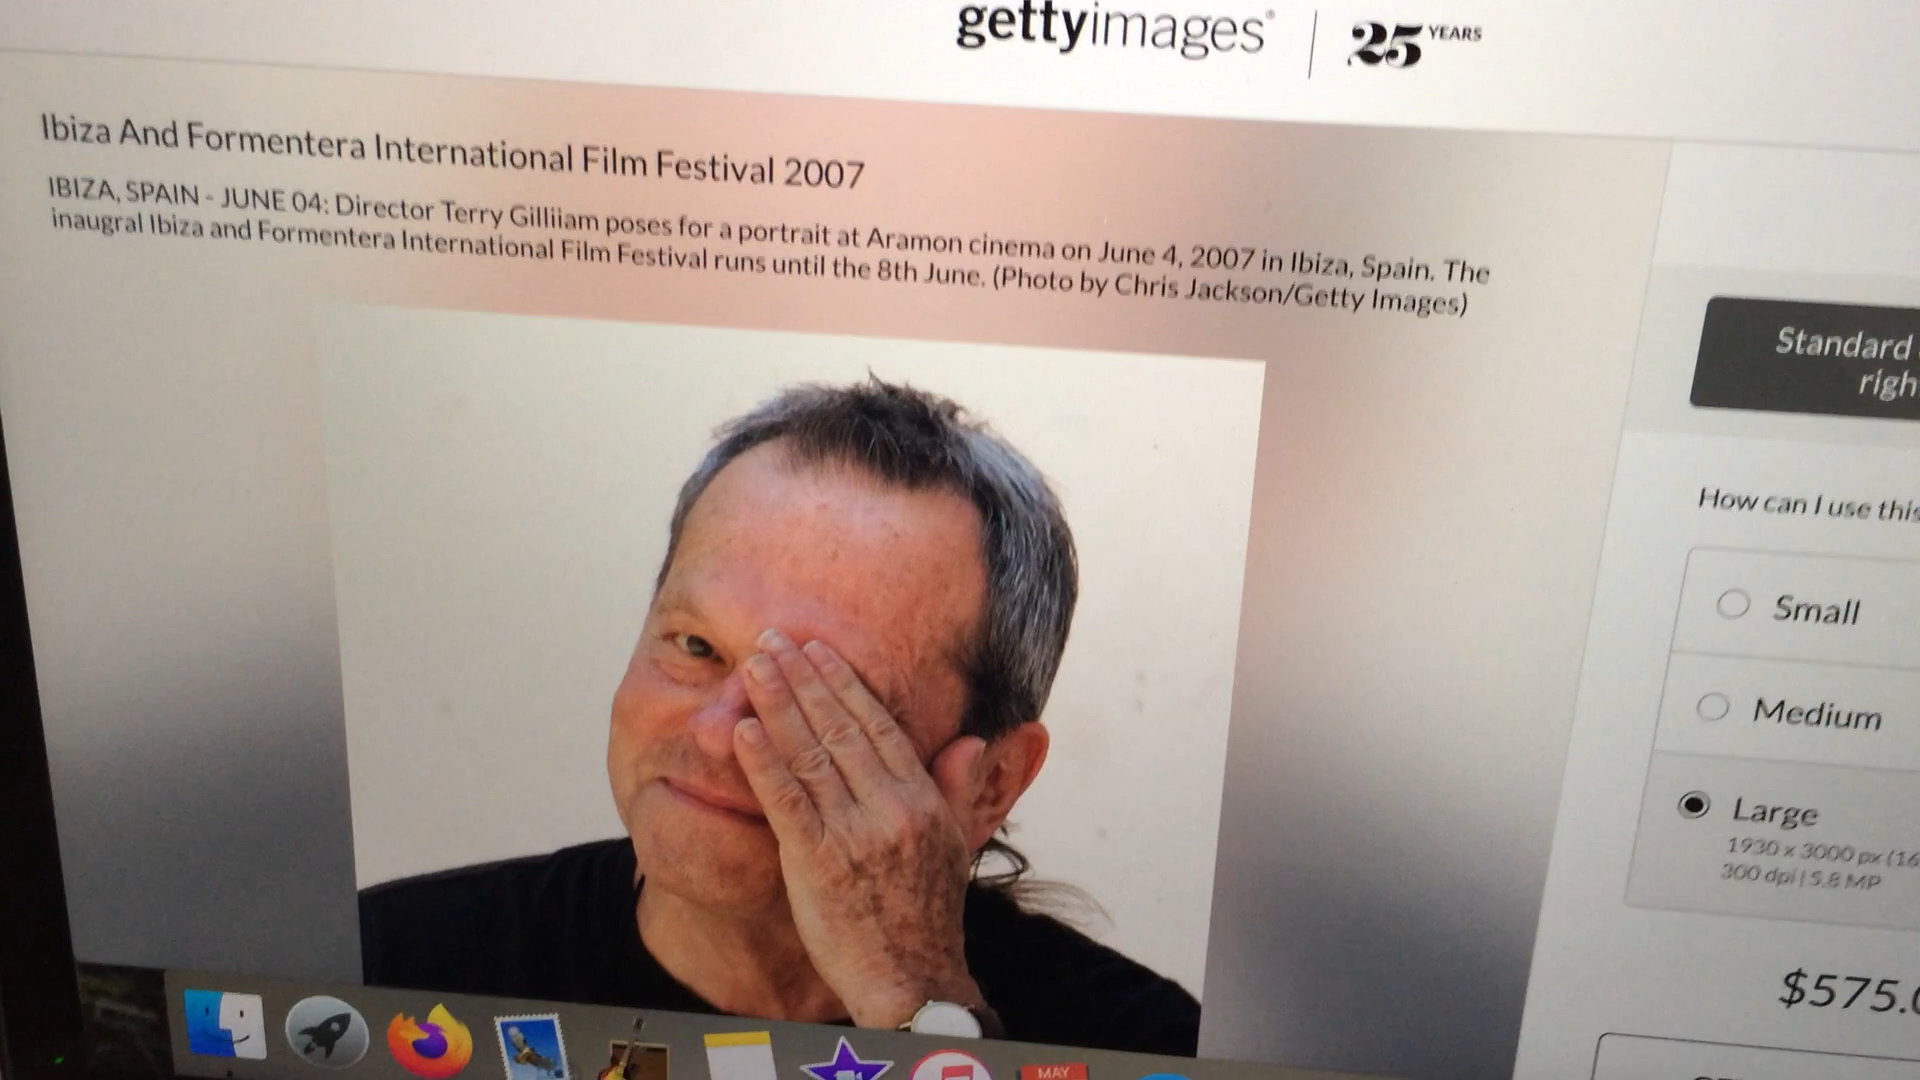 gettyimages®
25 YEARS
Ibiza And Formentera International Film Festival 2007
IBIZA, SPAIN - JUNE 04: Director Terry Gilliiam poses for a portrait at Aramon cinema on June 4, 2007 in Ibiza, Spain. The
inaugral Ibiza and Formentera International Film Festival runs until the 8th June. (Photo by Chris Jackson/Getty Images)
Standard
righ
How can I use this
Small
Medium
Large
1930 x 3000 px (16
300 dpi | 5.8 MP
$575.0
MAY